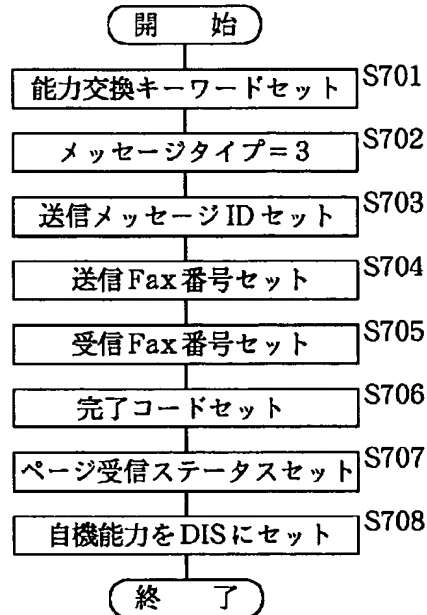 開 始
能力交換キーワードセット S701
メッセージタイプ＝3 S702
送信メッセージIDセット S703
送信Fax番号セット S704
受信Fax番号セット S705
完了コードセット S706
ページ受信ステータスセット S707
自機能力をDISにセット S708
終 了